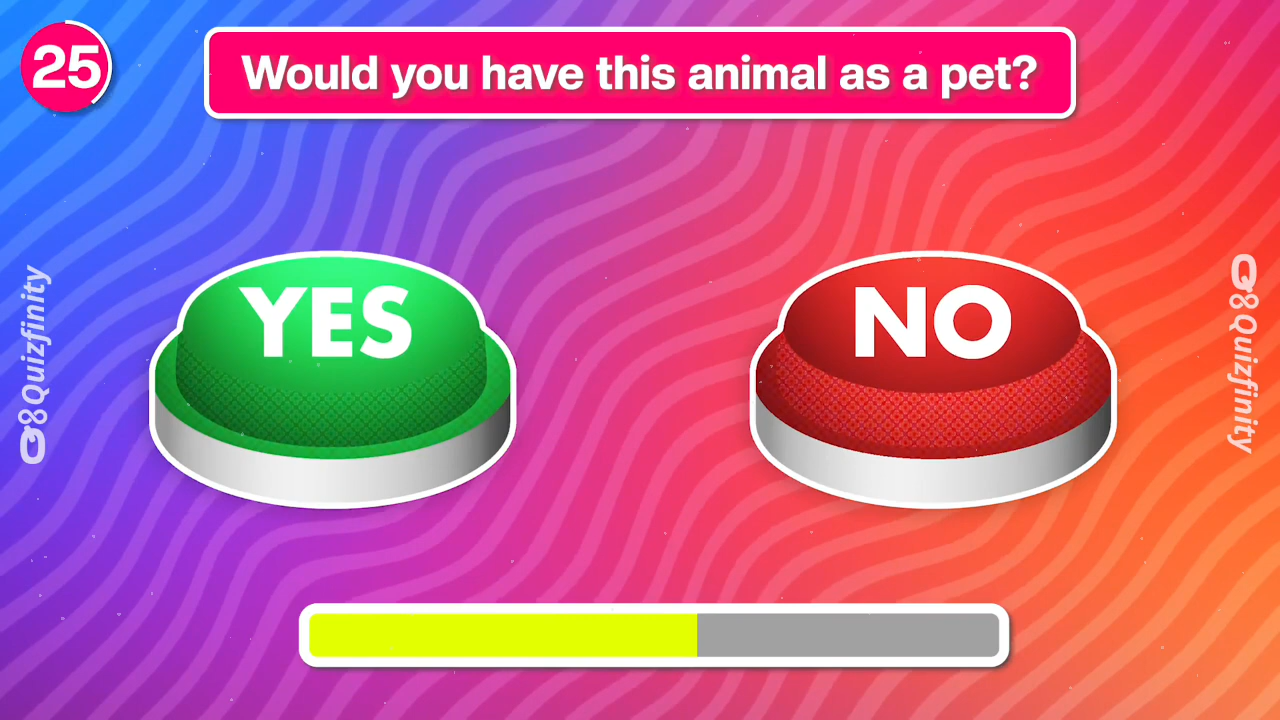 25
Would you have this animal as a pet?
YES
NO
Quizfinity
Quizfinity